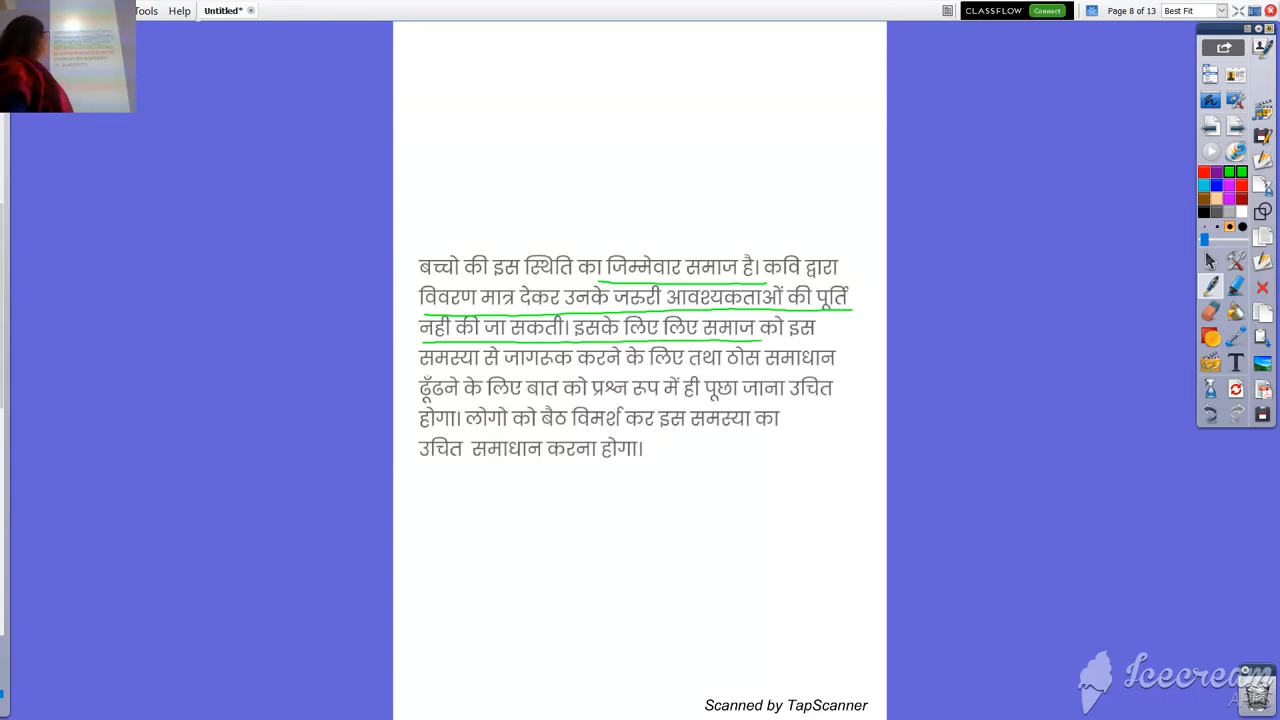 Tools Help Untitled* CLASSFLOW Connect Page 8 of 13 Best Fit
बच्चो की इस स्थिति का जिम्मेवार समाज है। कवि द्वारा
विवरण मात्र देकर उनके जरुरी आवश्यकताओं की पूर्ति
नही की जा सकती। इसके लिए लिए समाज को इस
समस्या से जागरूक करने के लिए तथा ठोस समाधान
ढूँढने के लिए बात को प्रश्न रूप में ही पूछा जाना उचित
होगा। लोगो को बैठ विमर्श कर इस समस्या का
उचित समाधान करना होगा।
Icecream
APPS
Scanned by TapScanner